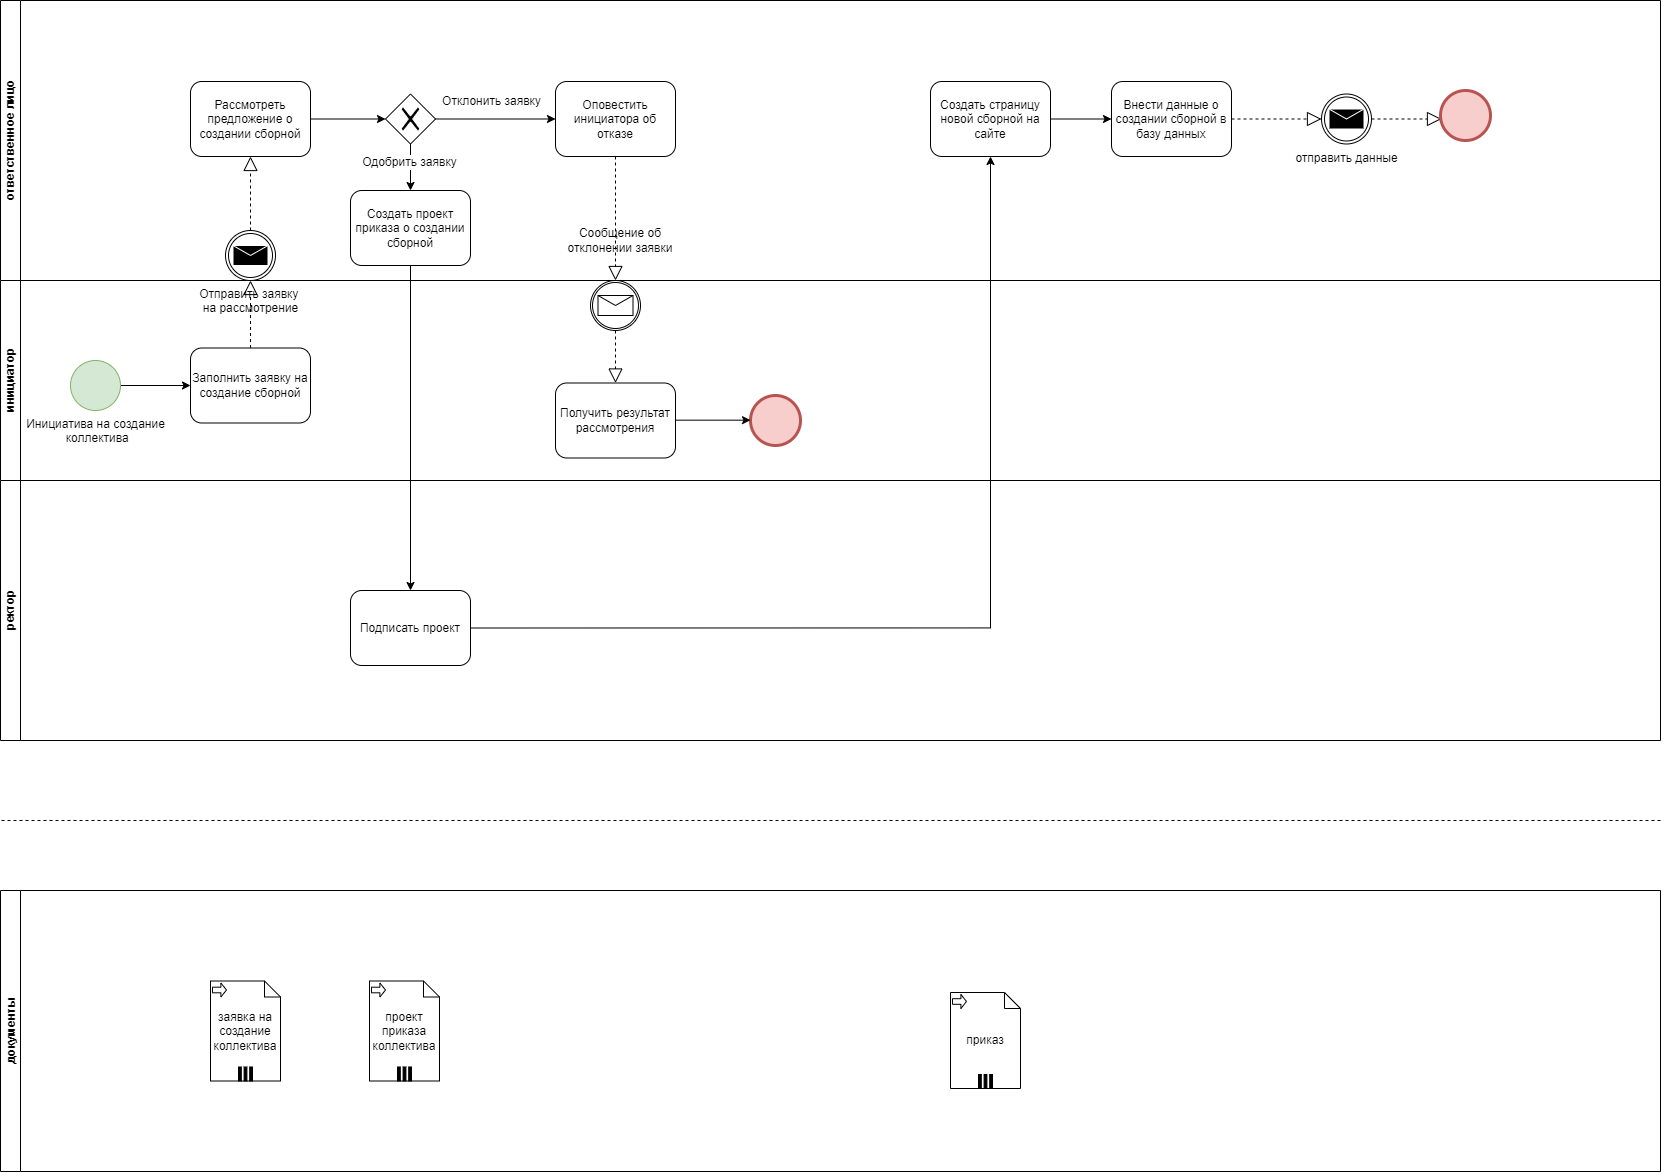 ответственное лицо
Рассмотреть
предложение о
создании сборной
Отклонить заявку
Одобрить заявку
Оповестить
инициатора об
отказе
Создать проект
приказа о создании
сборной
Сообщение об
отклонении заявки
Создать страницу
новой сборной на
сайте
Внести данные о
создании сборной в
базу данных
отправить данные
инициатор
Отправить заявку
на рассмотрение
Инициатива на создание
коллектива
Заполнить заявку на
создание сборной
Получить результат
рассмотрения
ректор
Подписать проект
документы
заявка на
создание
коллектива
проект
приказа
коллектива
приказ